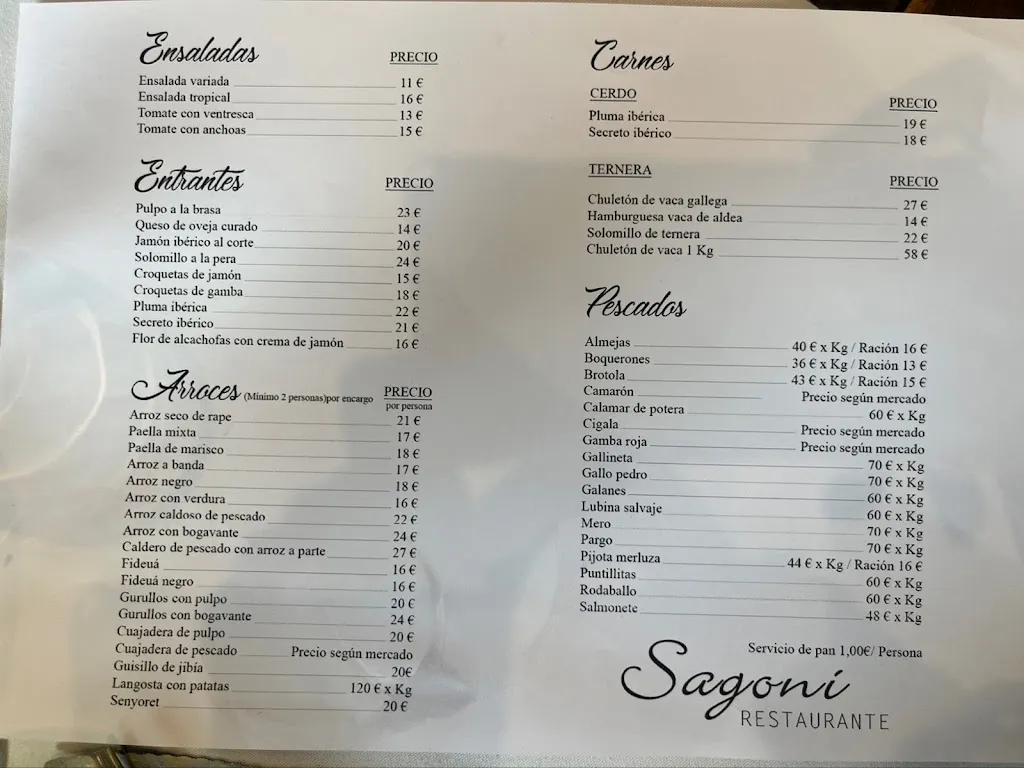 Ensaladas PRECIO
Ensalada variada 11 €
Ensalada tropical 16 €
Tomate con ventresca 13 €
Tomate con anchoas 15 €
Entrantes PRECIO
Pulpo a la brasa 23 €
Queso de oveja curado 14 €
Jamón ibérico al corte 20 €
Solomillo a la pera 24 €
Croquetas de jamón 15 €
Croquetas de gamba 18 €
Pluma ibérica 22 €
Secreto ibérico 21 €
Flor de alcachofas con crema de jamón 16 €
Arroces (Mínimo 2 personas)por encargo PRECIO
por persona
Arroz seco de rape 21 €
Paella mixta 17 €
Paella de marisco 18 €
Arroz a banda 17 €
Arroz negro 18 €
Arroz con verdura 16 €
Arroz caldoso de pescado 22 €
Arroz con bogavante 24 €
Caldero de pescado con arroz a parte 27 €
Fideuá 16 €
Fideuá negro 16 €
Gurullos con pulpo 20 €
Gurullos con bogavante 24 €
Cuajadera de pulpo 20 €
Cuajadera de pescado Precio según mercado
Guisillo de jibía 20€
Langosta con patatas 120 € x Kg
Senyoret 20 €
Carnes
CERDO PRECIO
Pluma ibérica 19 €
Secreto ibérico 18 €
TERNERA PRECIO
Chuletón de vaca gallega 27 €
Hamburguesa vaca de aldea 14 €
Solomillo de ternera 22 €
Chuletón de vaca 1 Kg 58 €
Pescados
Almejas 40 € x Kg / Ración 16 €
Boquerones 36 € x Kg / Ración 13 €
Brotola 43 € x Kg / Ración 15 €
Camarón Precio según mercado
Calamar de potera 60 € x Kg
Cigala Precio según mercado
Gamba roja Precio según mercado
Gallineta 70 € x Kg
Gallo pedro 70 € x Kg
Galanes 60 € x Kg
Lubina salvaje 60 € x Kg
Mero 70 € x Kg
Pargo 70 € x Kg
Pijota merluza 44 € x Kg / Ración 16 €
Puntillitas 60 € x Kg
Rodaballo 60 € x Kg
Salmonete 48 € x Kg
Servicio de pan 1,00€/ Persona
Sagoni
RESTAURANTE